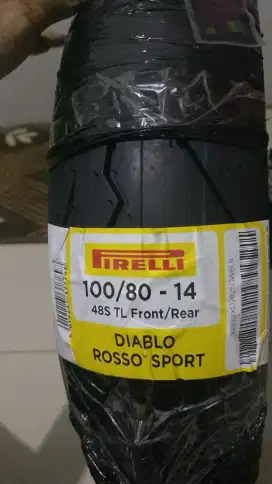 PIRELLI
100/80 - 14
48S TL Front/Rear
DIABLO
ROSSO SPORT